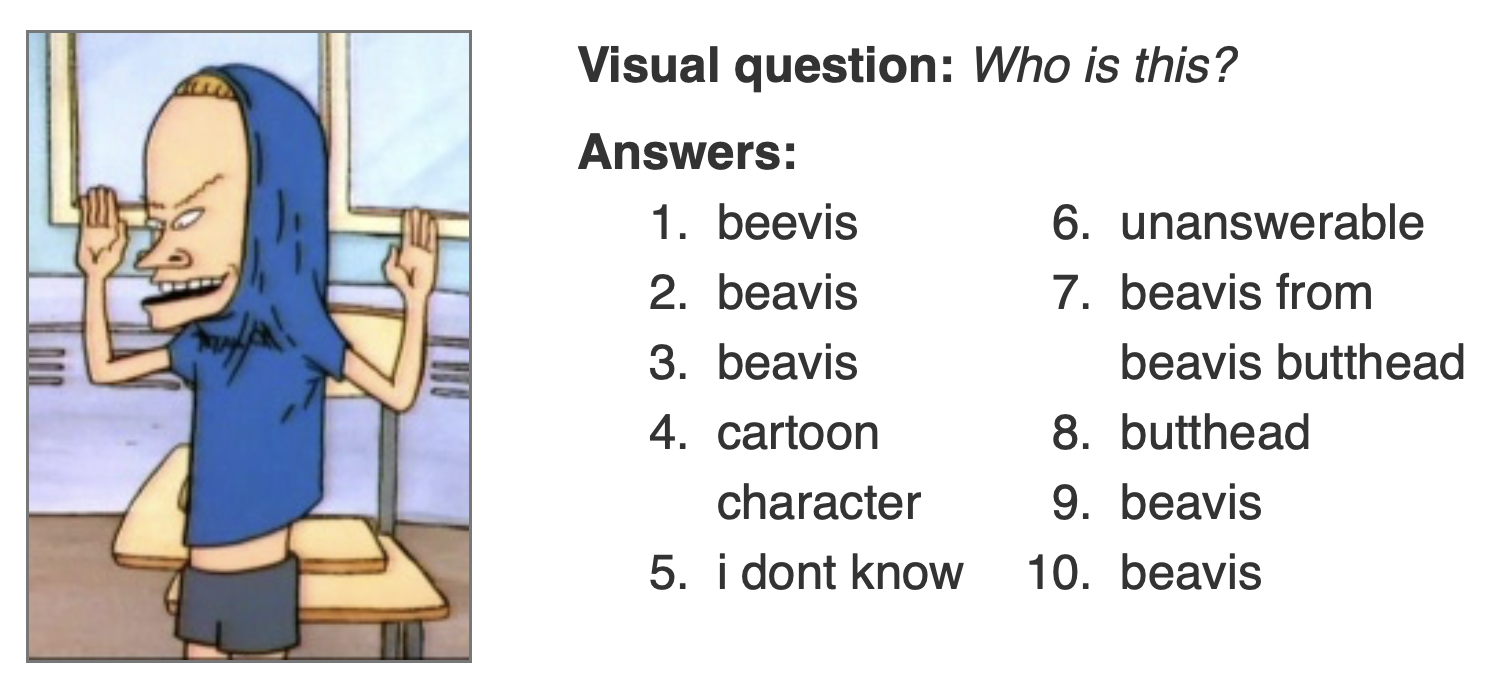 Visual question: Who is this?
Answers:
1. beevis
2. beavis
3. beavis
4. cartoon
character
5. i dont know
6. unanswerable
7. beavis from
beavis butthead
8. butthead
9. beavis
10. beavis